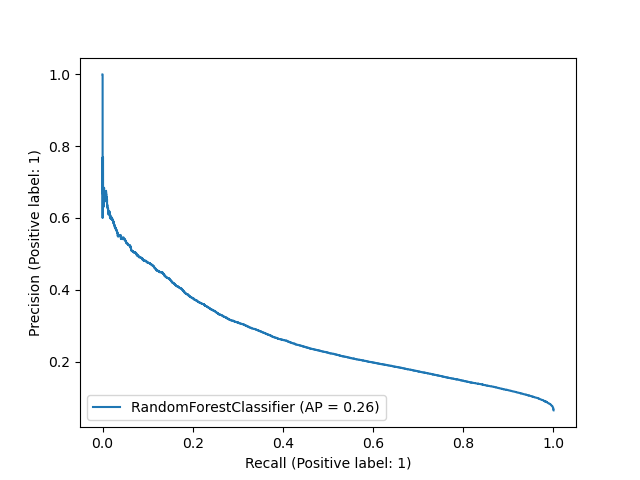 1.0
0.8
0.6
0.4
0.2
Precision (Positive label: 1)
RandomForestClassifier (AP = 0.26)
0.0 0.2 0.4 0.6 0.8 1.0
Recall (Positive label: 1)